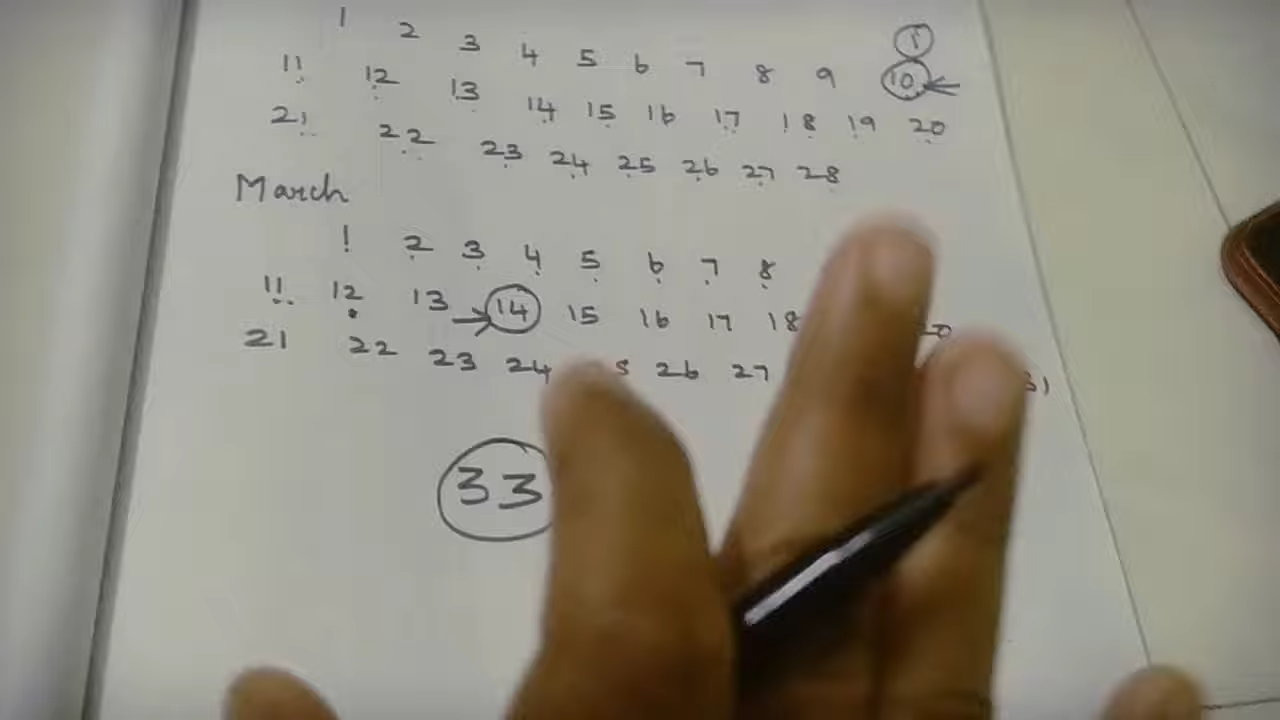 1
1 2 3 4 5 6 7 8 9 10
11 12 13 14 15 16 17 18 19 20
21 22 23 24 25 26 27 28
March
1 2 3 4 5 6 7 8
11 12 13 14 15 16 17 18
21 22 23 24 26 27
33